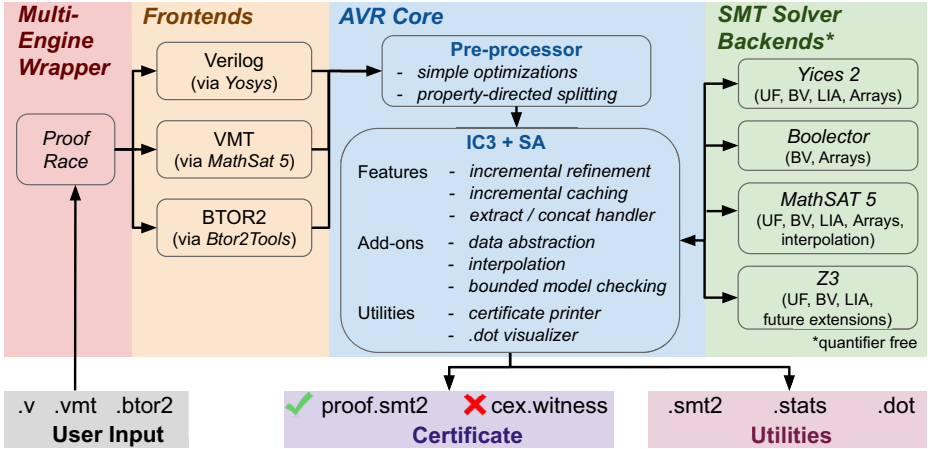 Multi-
Engine
Wrapper
Proof
Race
Frontends
Verilog
(via Yosys)
VMT
(via MathSat 5)
BTOR2
(via Btor2Tools)
AVR Core
Pre-processor
- simple optimizations
- property-directed splitting
IC3 + SA
Features - incremental refinement
- incremental caching
- extract / concat handler
Add-ons - data abstraction
- interpolation
- bounded model checking
Utilities - certificate printer
- .dot visualizer
SMT Solver
Backends*
Yices 2
(UF, BV, LIA, Arrays)
Boolector
(BV, Arrays)
MathSAT 5
(UF, BV, LIA, Arrays,
interpolation)
Z3
(UF, BV, LIA,
future extensions)
*quantifier free
.v .vmt .btor2
User Input
proof.smt2 cex.witness
Certificate
.smt2 .stats .dot
Utilities